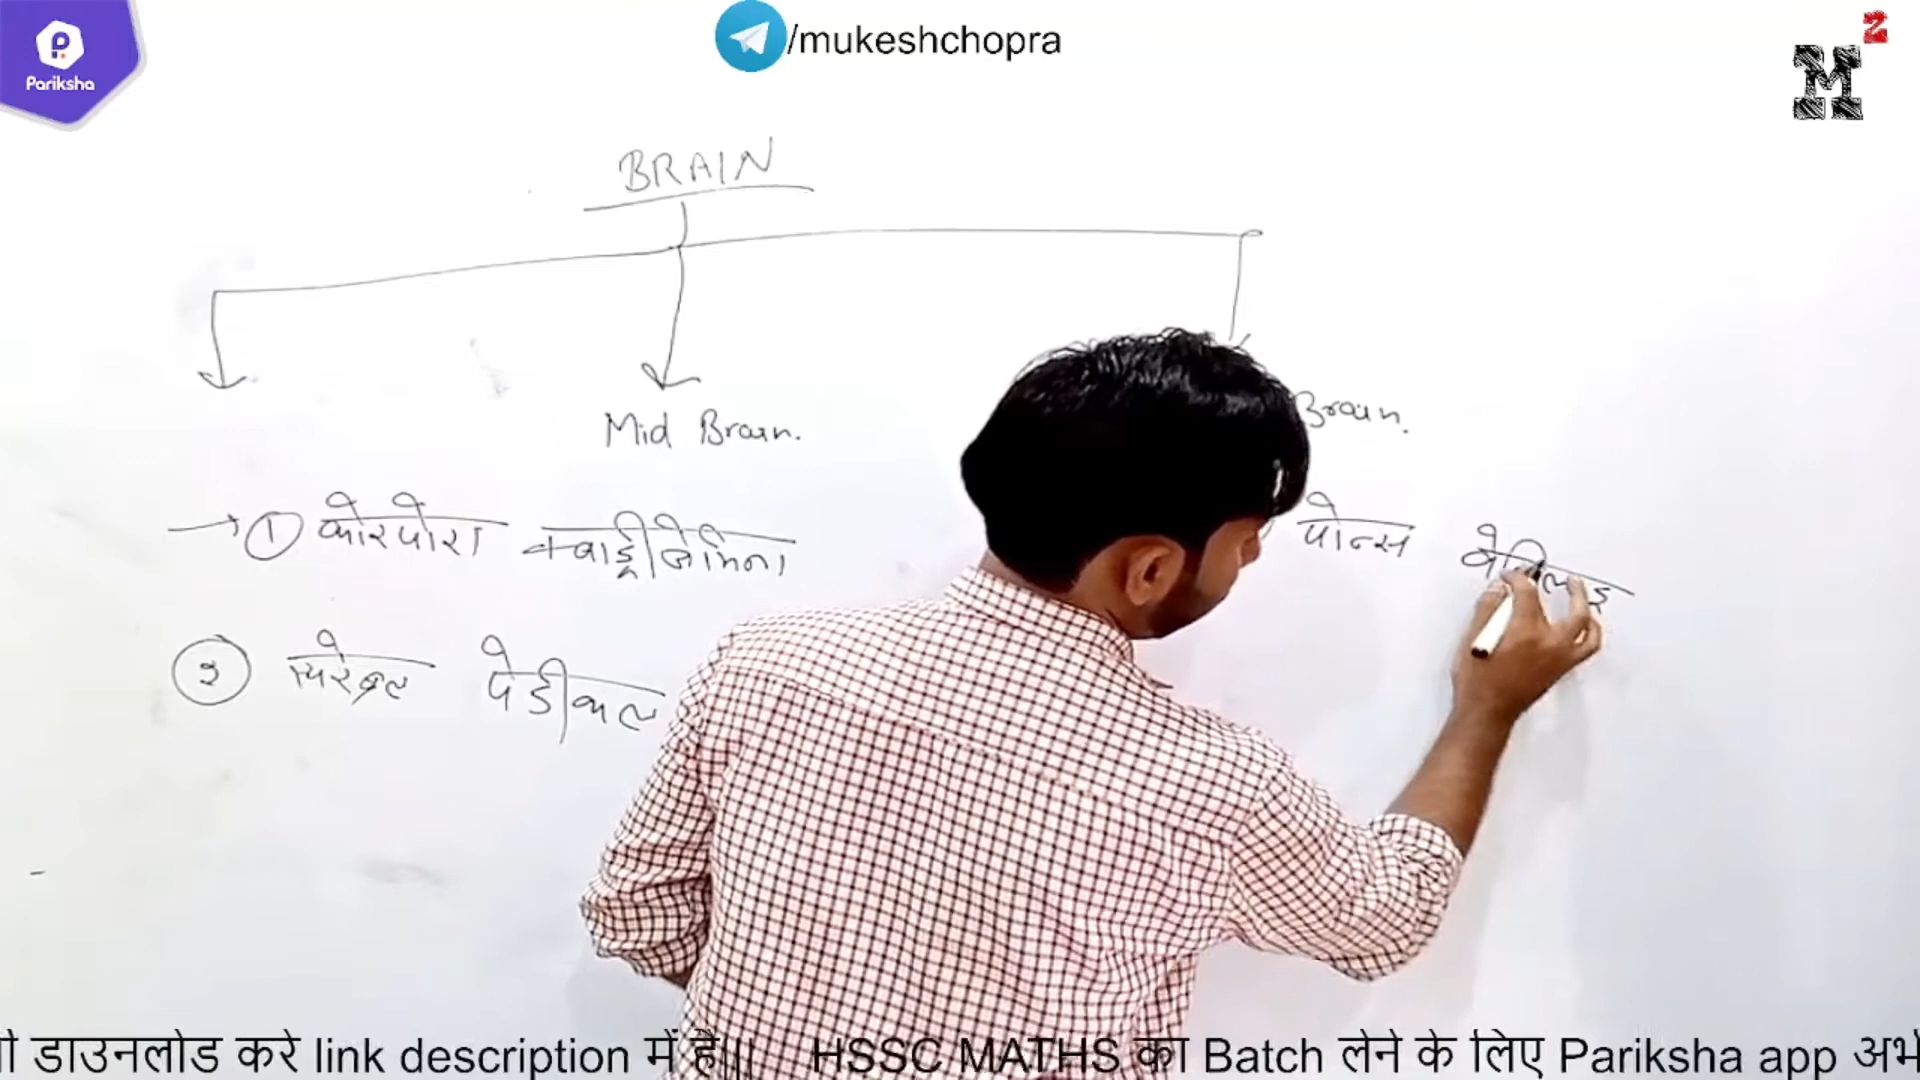 Pariksha
/mukeshchopra
M²
BRAIN
Mid Brain.
Brain.
→ ① कोरपोरा क्वाड्रीजेमिना
पोन्स
② सेरेब्रल पेडीकल
डाउनलोड करे link description में है|| HSSC MATHS का Batch लेने के लिए Pariksha app